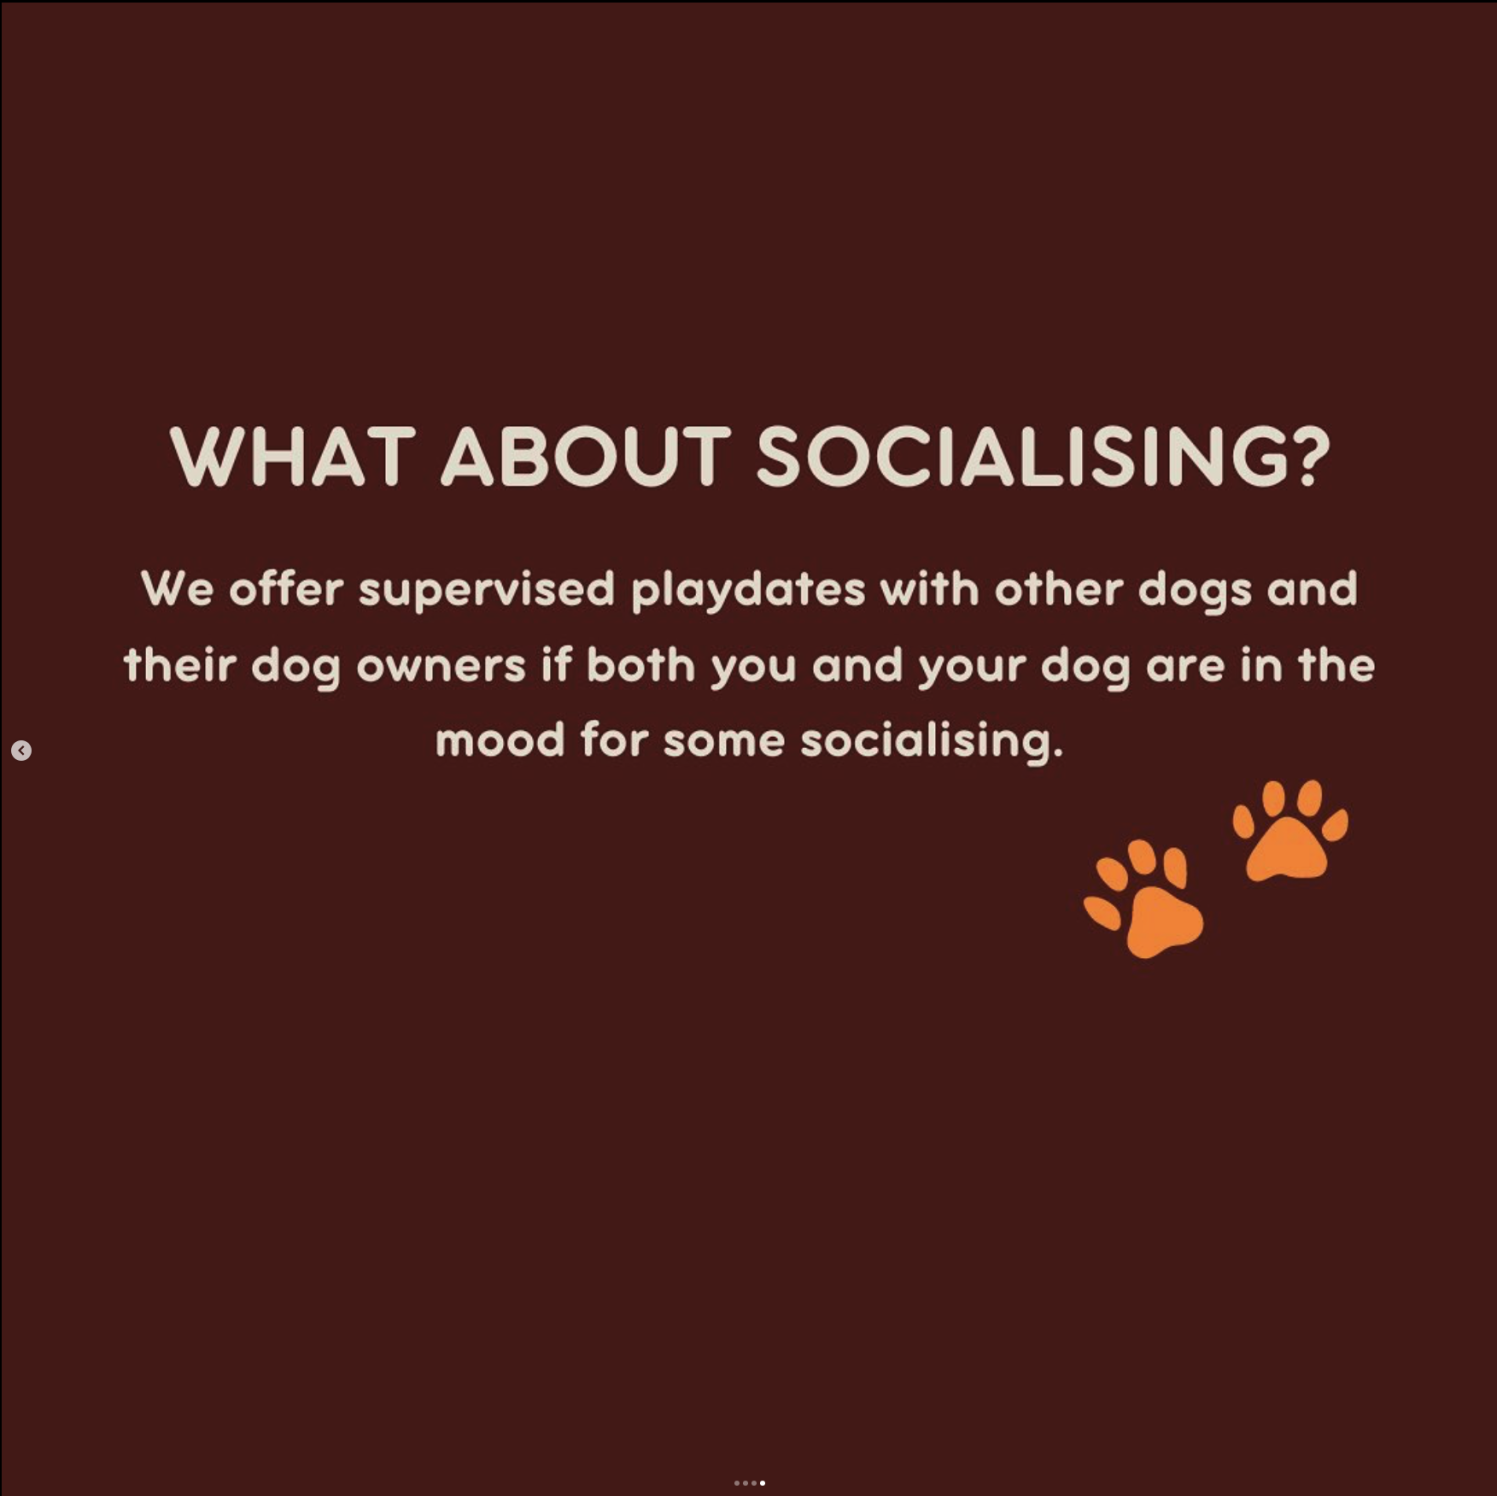 WHAT ABOUT SOCIALISING?
We offer supervised playdates with other dogs and
their dog owners if both you and your dog are in the
mood for some socialising.